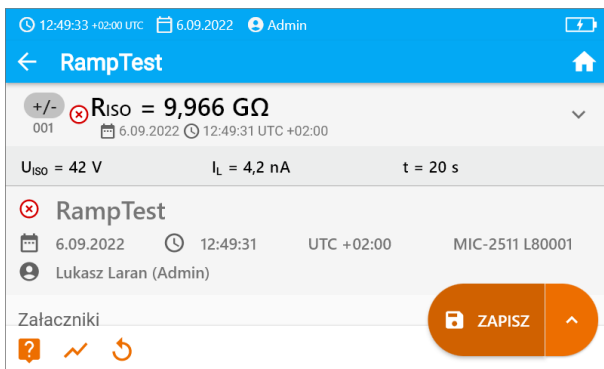 12:49:33 +02:00 UTC 6.09.2022 Admin
RampTest
+/- RISO = 9,966 GΩ
001 6.09.2022 12:49:31 UTC +02:00
UISO = 42 V IL = 4,2 nA t = 20 s
RampTest
6.09.2022 12:49:31 UTC +02:00 MIC-2511 L80001
Lukasz Laran (Admin)
Załaczniki
ZAPISZ